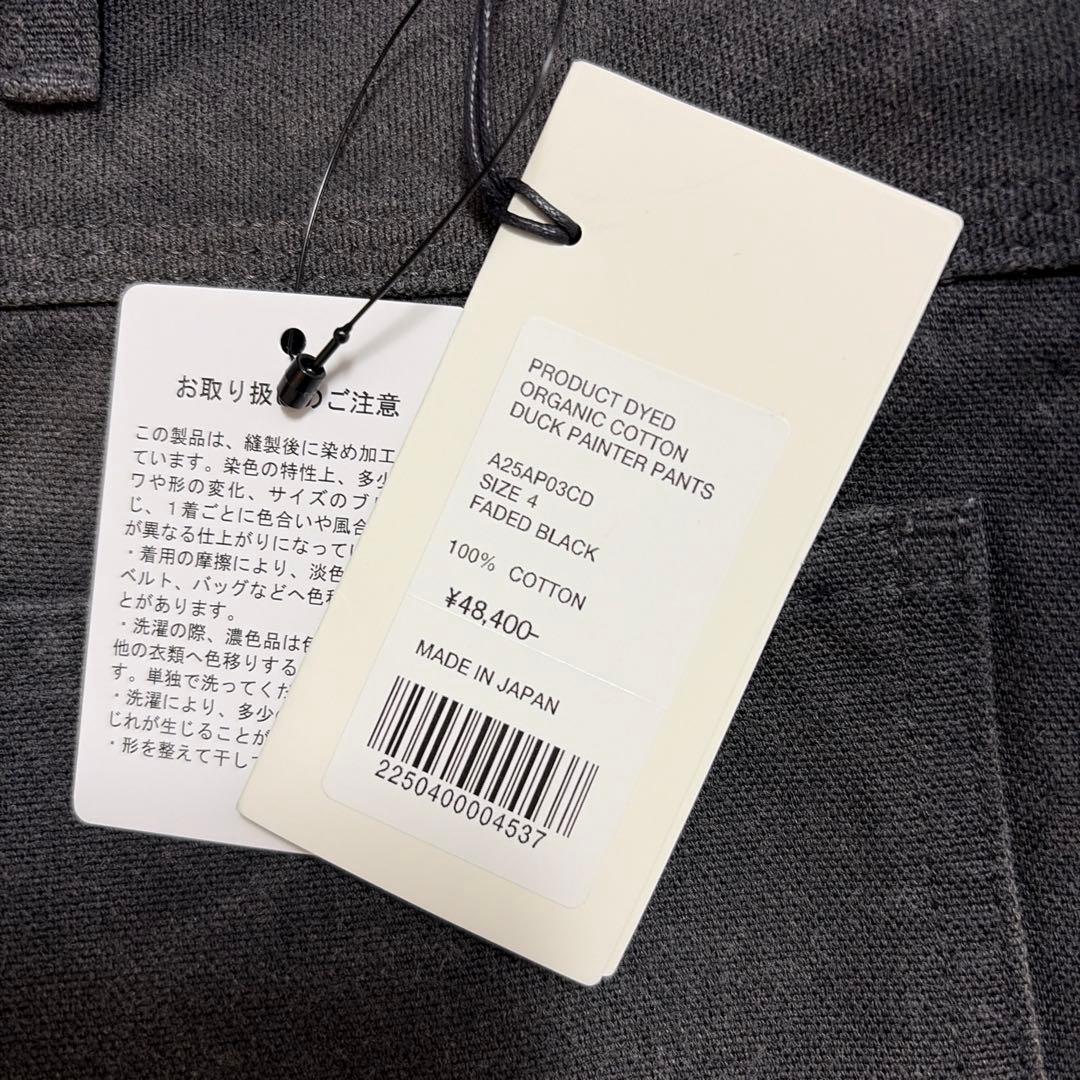 お取り扱 のご注意
この製品は、縫製後に染め加工
ています。染色の特性上、多少
ワや形の変化、サイズのブ
じ、1着ごとに色合いや風合
が異なる仕上がりになってい
・着用の摩擦により、淡色
ベルト、バッグなどへ色移
とがあります。
・洗濯の際、濃色品は色
他の衣類へ色移りする
す。単独で洗ってくだ
・洗濯により、多少の
じれが生じることが
・形を整えて干し
PRODUCT DYED
ORGANIC COTTON
DUCK PAINTER PANTS
A25AP03CD
SIZE 4
FADED BLACK
100% COTTON
¥48,400-
MADE IN JAPAN
2250400004537